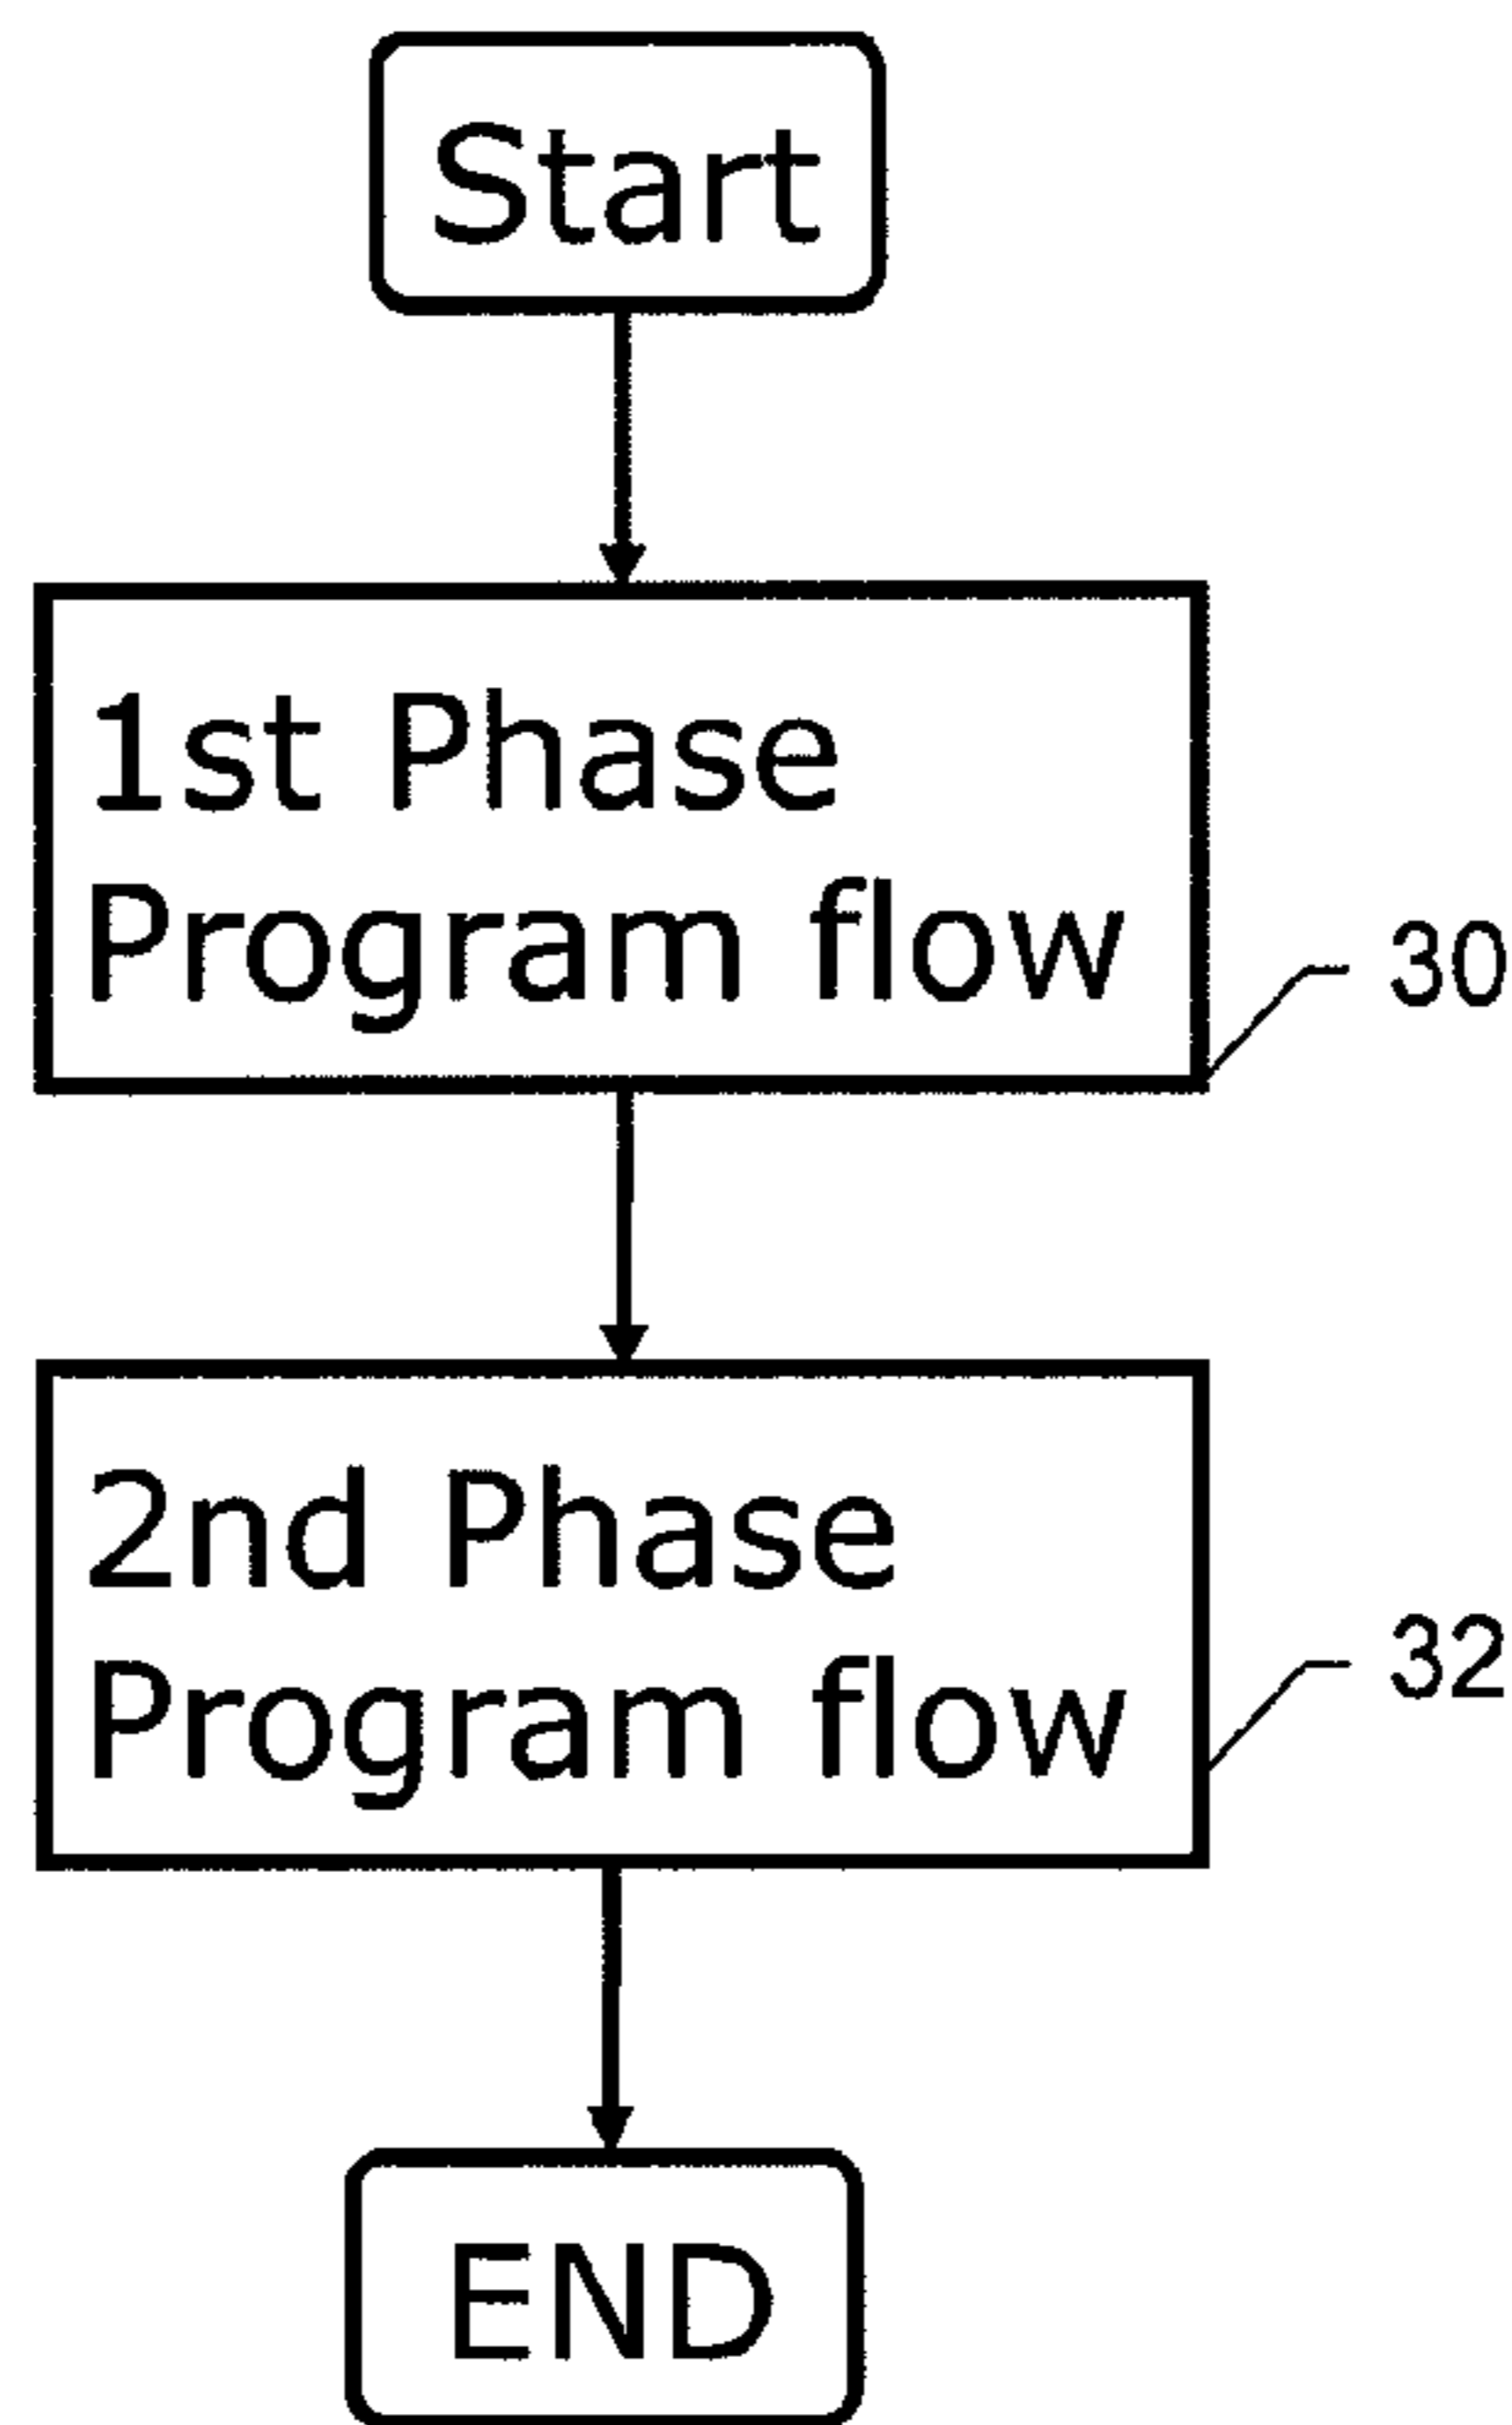 Start
1st Phase
Program flow
30
2nd Phase
Program flow
32
END